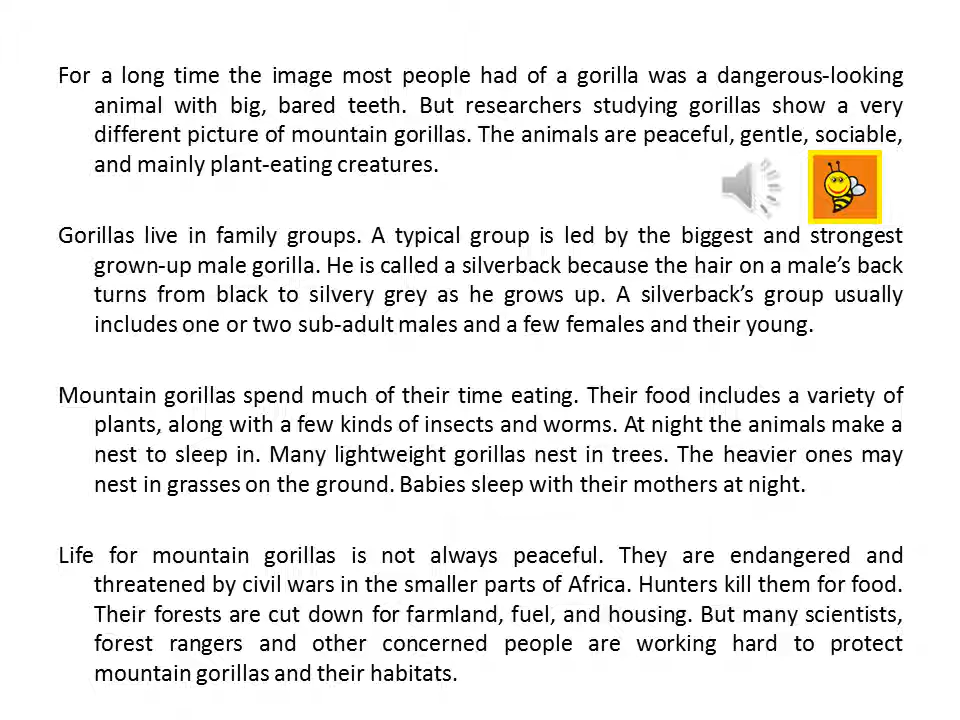 For a long time the image most people had of a gorilla was a dangerous-looking
animal with big, bared teeth. But researchers studying gorillas show a very
different picture of mountain gorillas. The animals are peaceful, gentle, sociable,
and mainly plant-eating creatures.
Gorillas live in family groups. A typical group is led by the biggest and strongest
grown-up male gorilla. He is called a silverback because the hair on a male’s back
turns from black to silvery grey as he grows up. A silverback’s group usually
includes one or two sub-adult males and a few females and their young.
Mountain gorillas spend much of their time eating. Their food includes a variety of
plants, along with a few kinds of insects and worms. At night the animals make a
nest to sleep in. Many lightweight gorillas nest in trees. The heavier ones may
nest in grasses on the ground. Babies sleep with their mothers at night.
Life for mountain gorillas is not always peaceful. They are endangered and
threatened by civil wars in the smaller parts of Africa. Hunters kill them for food.
Their forests are cut down for farmland, fuel, and housing. But many scientists,
forest rangers and other concerned people are working hard to protect
mountain gorillas and their habitats.